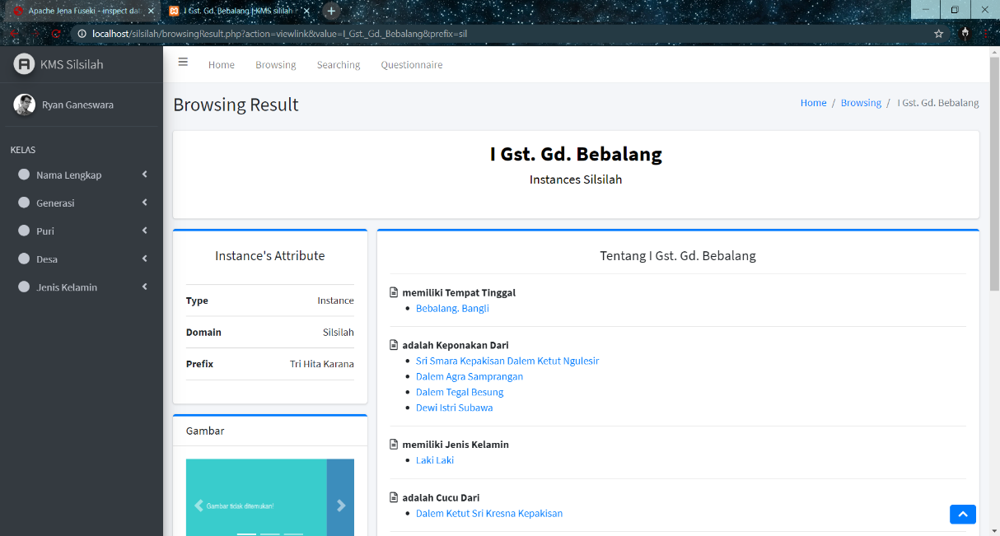 Apache Jena Fuseki - inspect dat
I Gst. Gd. Bebalang | KMS silsilah
localhost/silsilah/browsingResult.php?action=viewlink&value=I_Gst._Gd._Bebalang&prefix=sil
KMS Silsilah
Home Browsing Searching Questionnaire
Ryan Ganeswara
KELAS
Nama Lengkap
Generasi
Puri
Desa
Jenis Kelamin
Browsing Result
Home / Browsing / I Gst. Gd. Bebalang
I Gst. Gd. Bebalang
Instances Silsilah
Instance's Attribute
Type Instance
Domain Silsilah
Prefix Tri Hita Karana
Gambar
Gambar tidak ditemukan!
Tentang I Gst. Gd. Bebalang
memiliki Tempat Tinggal
• Bebalang. Bangli
adalah Keponakan Dari
• Sri Smara Kepakisan Dalem Ketut Ngulesir
• Dalem Agra Samprangan
• Dalem Tegal Besung
• Dewi Istri Subawa
memiliki Jenis Kelamin
• Laki Laki
adalah Cucu Dari
• Dalem Ketut Sri Kresna Kepakisan